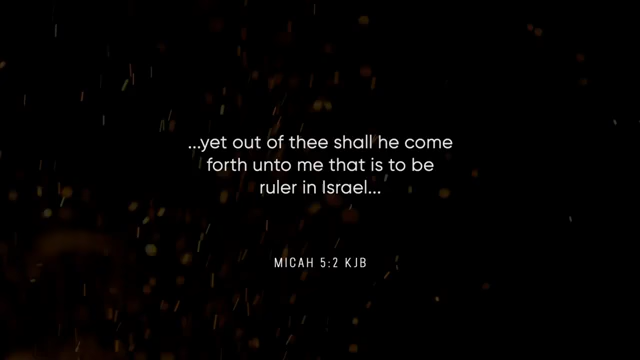 ...yet out of thee shall he come
forth unto me that is to be
ruler in Israel...
MICAH 5:2 KJB